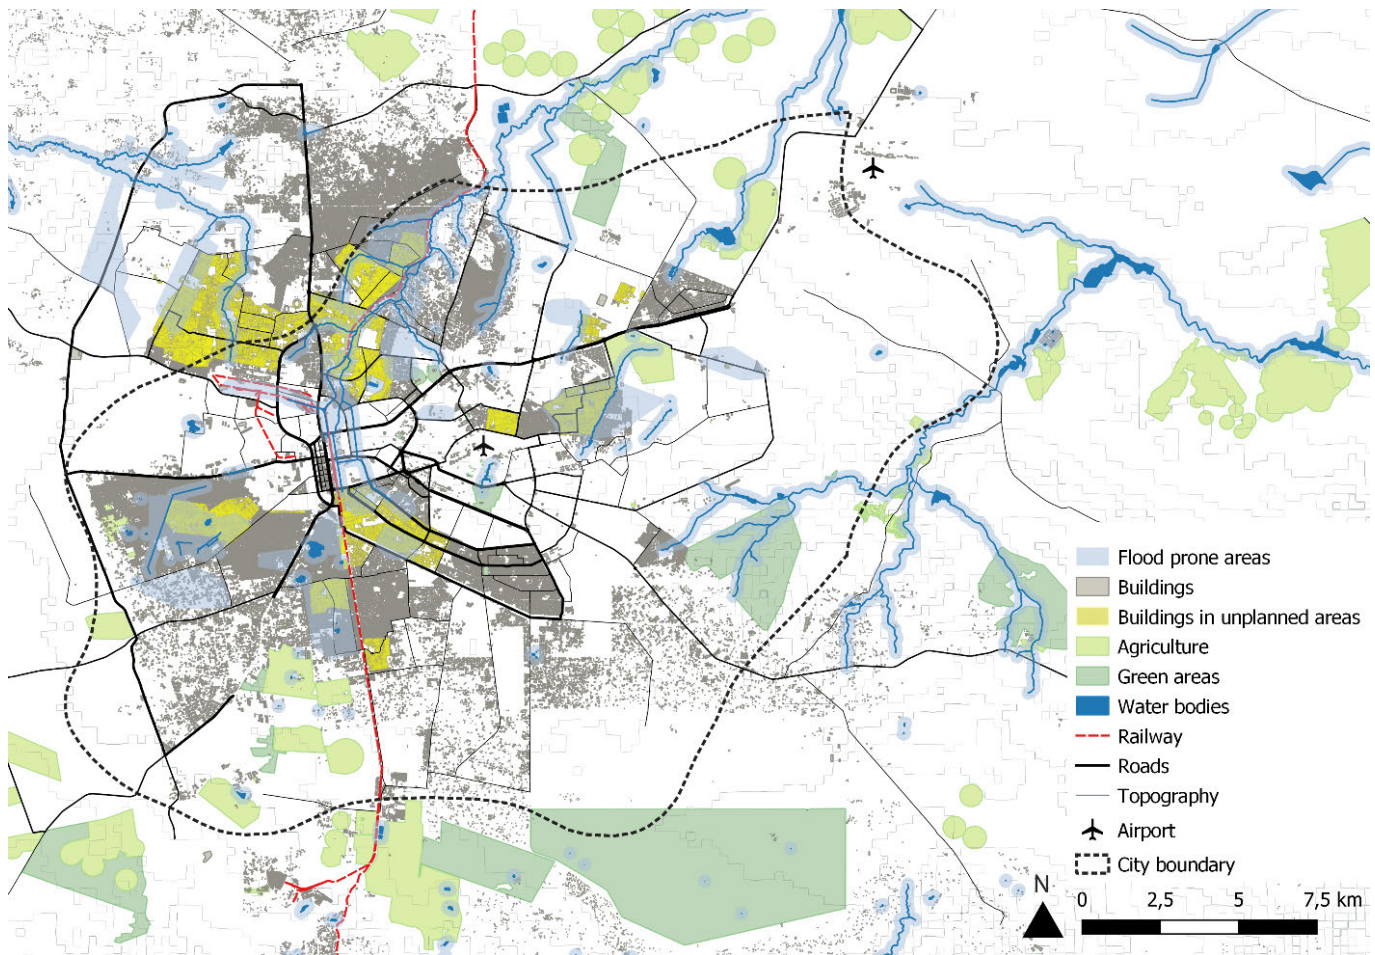 Flood prone areas
Buildings
Buildings in unplanned areas
Agriculture
Green areas
Water bodies
Railway
Roads
Topography
Airport
City boundary
N
0 2,5 5 7,5 km